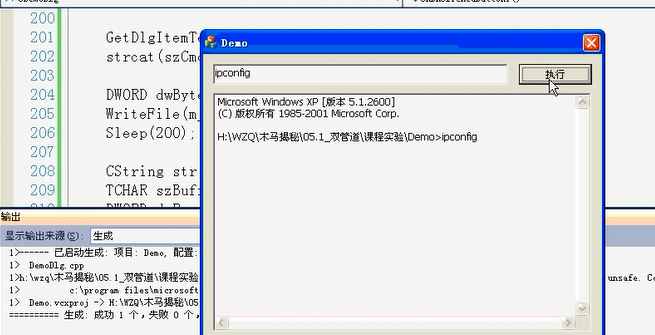 200
201 GetDlgItemTe
202 strcat(szCmd
203
204 DWORD dwByte
205 WriteFile(m_
206 Sleep(200);
207
208 CString str
209 TCHAR szBuf
Demo
ipconfig
执行
Microsoft Windows XP [版本 5.1.2600]
(C) 版权所有 1985-2001 Microsoft Corp.
H:\WZQ\木马揭秘\05.1_双管道\课程实验\Demo>ipconfig
输出
显示输出来源(S): 生成
1>------ 已启动生成: 项目: Demo, 配置:
1> DemoDlg.cpp
1>h:\wzq\木马揭秘\05.1_双管道\课程实验 unsafe. Co
1> c:\program files\microsoft
1> Demo.vcxproj -> H:\WZQ\木马揭秘\05
========== 生成: 成功 1 个，失败 0 个，